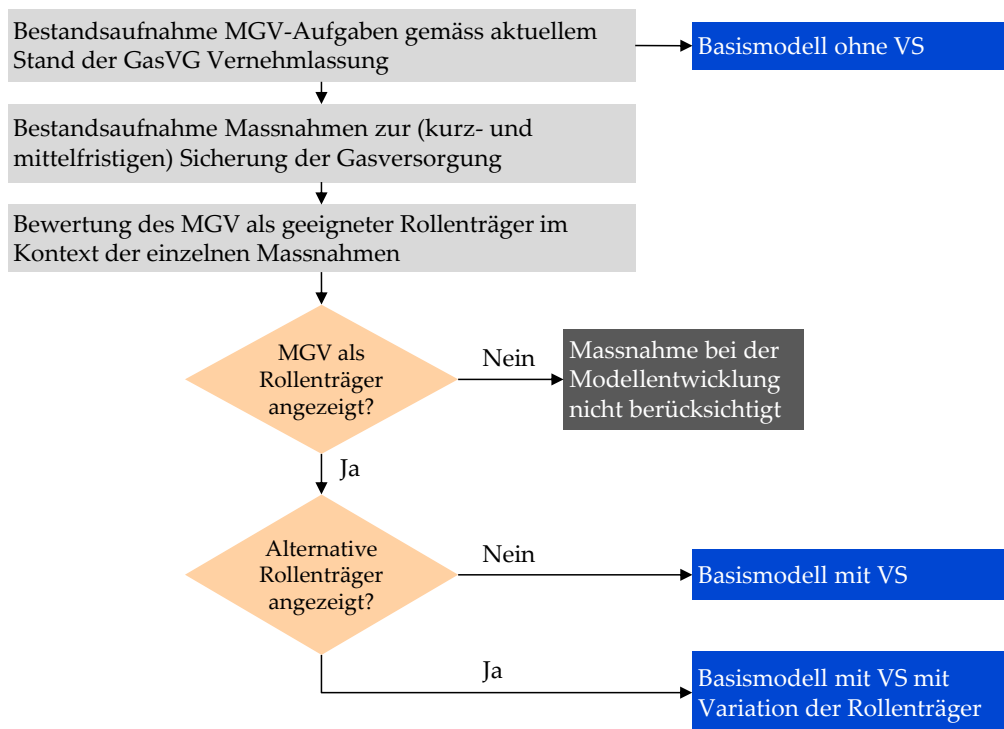 Bestandsaufnahme MGV-Aufgaben gemäss aktuellem
Stand der GasVG Vernehmlassung
Basismodell ohne VS
Bestandsaufnahme Massnahmen zur (kurz- und
mittelfristigen) Sicherung der Gasversorgung
Bewertung des MGV als geeigneter Rollenträger im
Kontext der einzelnen Massnahmen
MGV als
Rollenträger
angezeigt?
Nein
Massnahme bei der
Modellentwicklung
nicht berücksichtigt
Ja
Alternative
Rollenträger
angezeigt?
Nein
Basismodell mit VS
Ja
Basismodell mit VS mit
Variation der Rollenträger